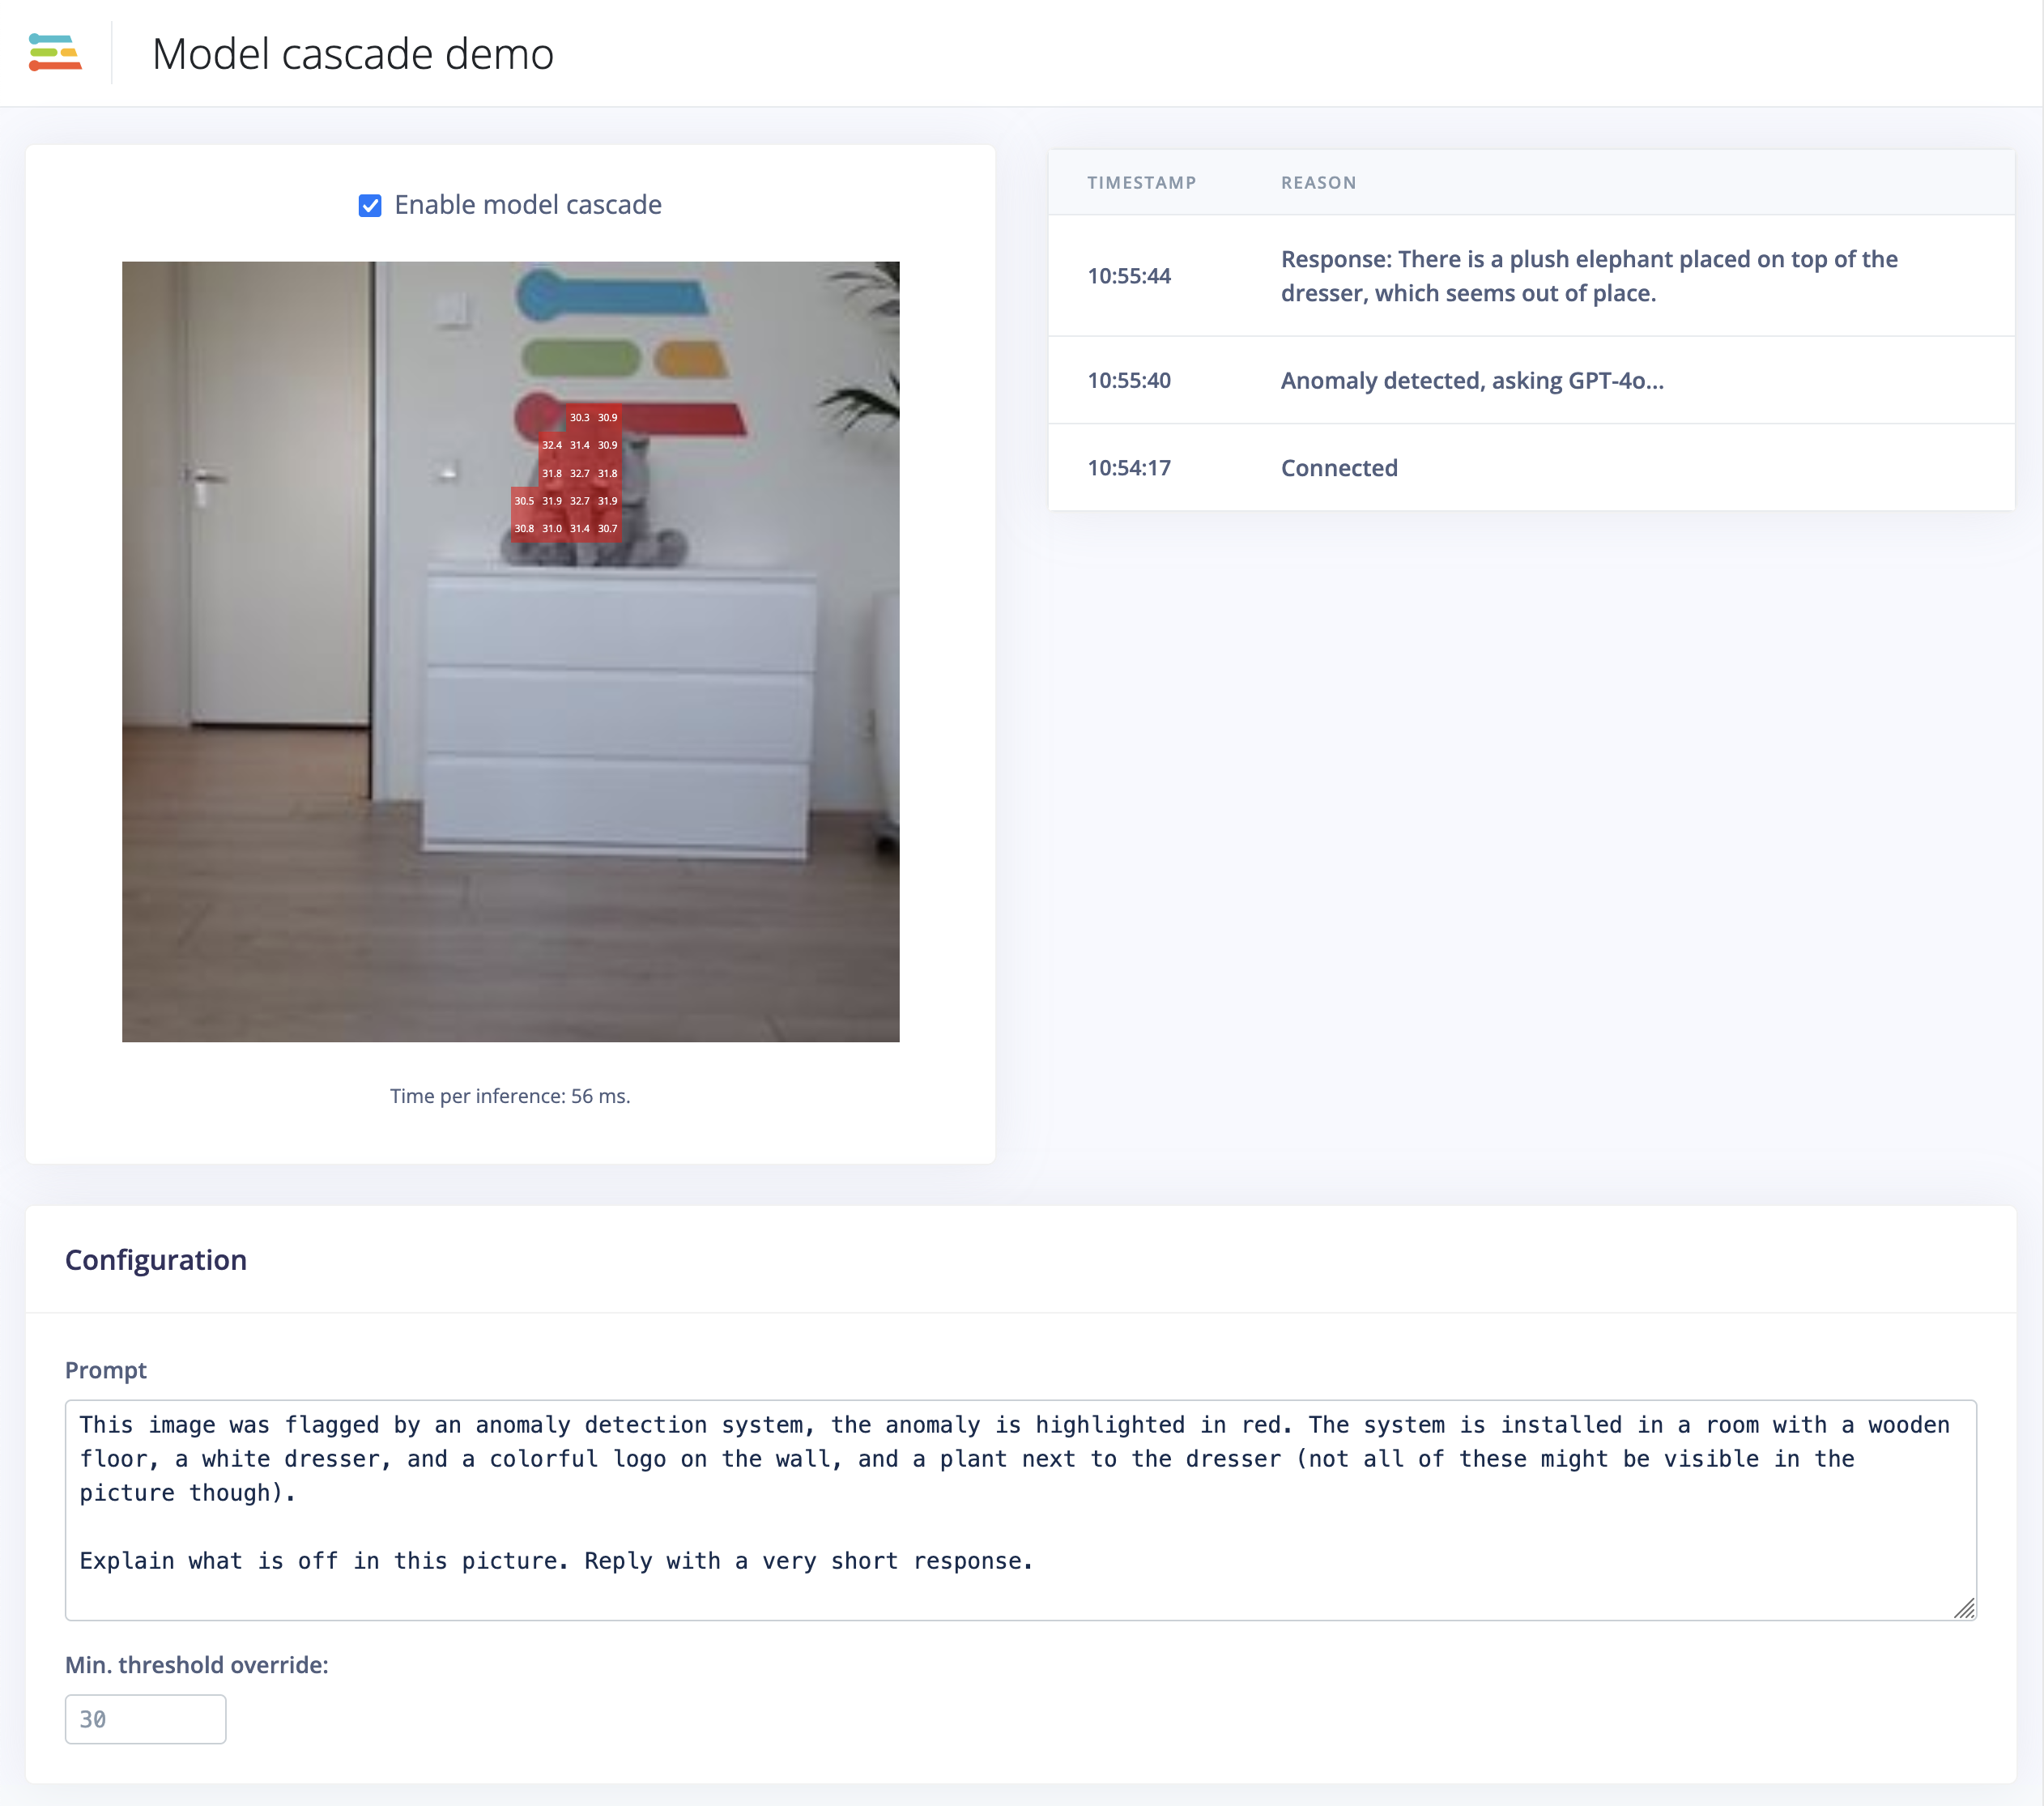 Model cascade demo
Enable model cascade
30.3 30.9
32.4 31.4 30.9
31.8 32.7 31.8
30.5 31.9 32.7 31.9
30.8 31.0 31.4 30.7
Time per inference: 56 ms.
TIMESTAMP REASON
10:55:44 Response: There is a plush elephant placed on top of the
dresser, which seems out of place.
10:55:40 Anomaly detected, asking GPT-4o...
10:54:17 Connected
Configuration
Prompt
This image was flagged by an anomaly detection system, the anomaly is highlighted in red. The system is installed in a room with a wooden
floor, a white dresser, and a colorful logo on the wall, and a plant next to the dresser (not all of these might be visible in the
picture though).
Explain what is off in this picture. Reply with a very short response.
Min. threshold override:
30